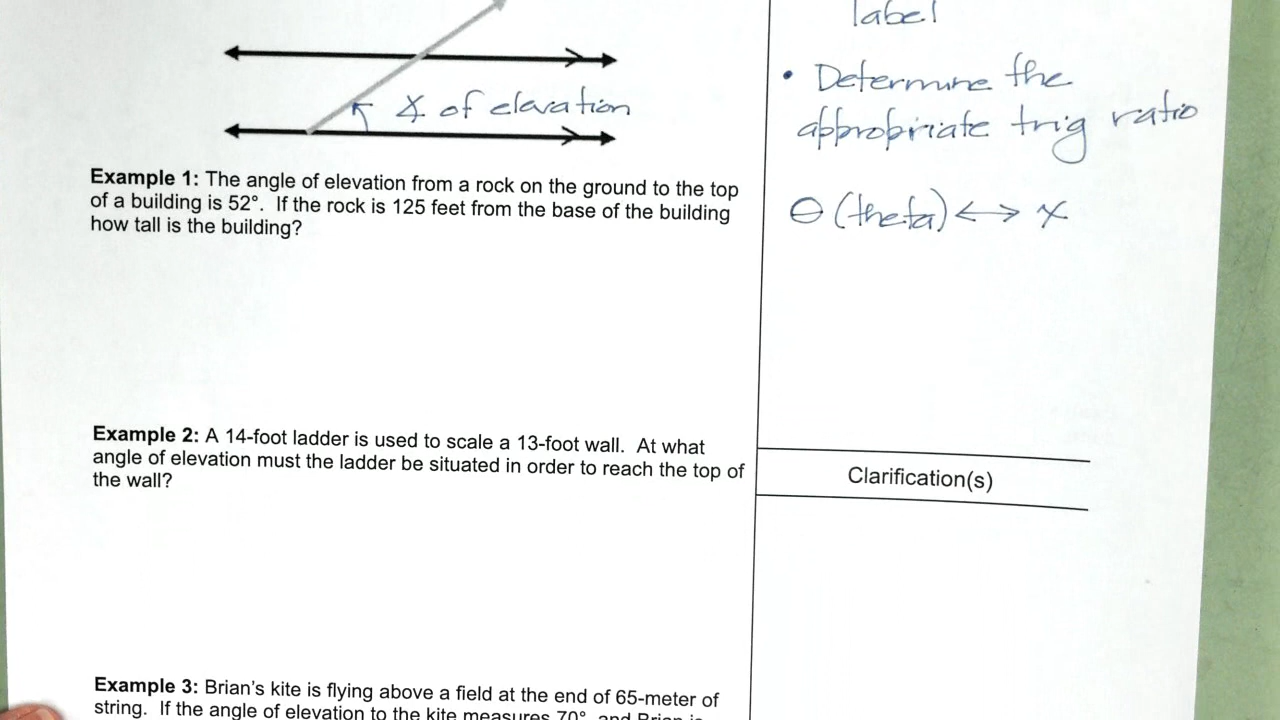 label
• Determine the
appropriate trig ratio
θ (theta) ↔ x
∡ of elevation
Example 1: The angle of elevation from a rock on the ground to the top
of a building is 52°. If the rock is 125 feet from the base of the building
how tall is the building?
Example 2: A 14-foot ladder is used to scale a 13-foot wall. At what
angle of elevation must the ladder be situated in order to reach the top of
the wall?
Clarification(s)
Example 3: Brian's kite is flying above a field at the end of 65-meter of
string. If the angle of elevation to the kite measures 70°, and Brian is